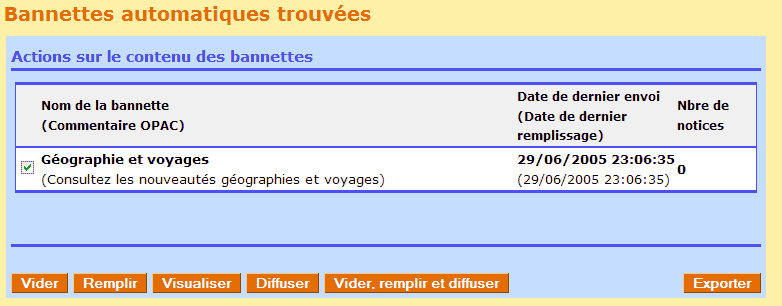 Bannettes automatiques trouvées
Actions sur le contenu des bannettes
Nom de la bannette
(Commentaire OPAC)
Date de dernier envoi
(Date de dernier
remplissage)
Nbre de
notices
Géographie et voyages
(Consultez les nouveautés géographies et voyages)
29/06/2005 23:06:35
(29/06/2005 23:06:35)
0
Vider Remplir Visualiser Diffuser Vider, remplir et diffuser Exporter